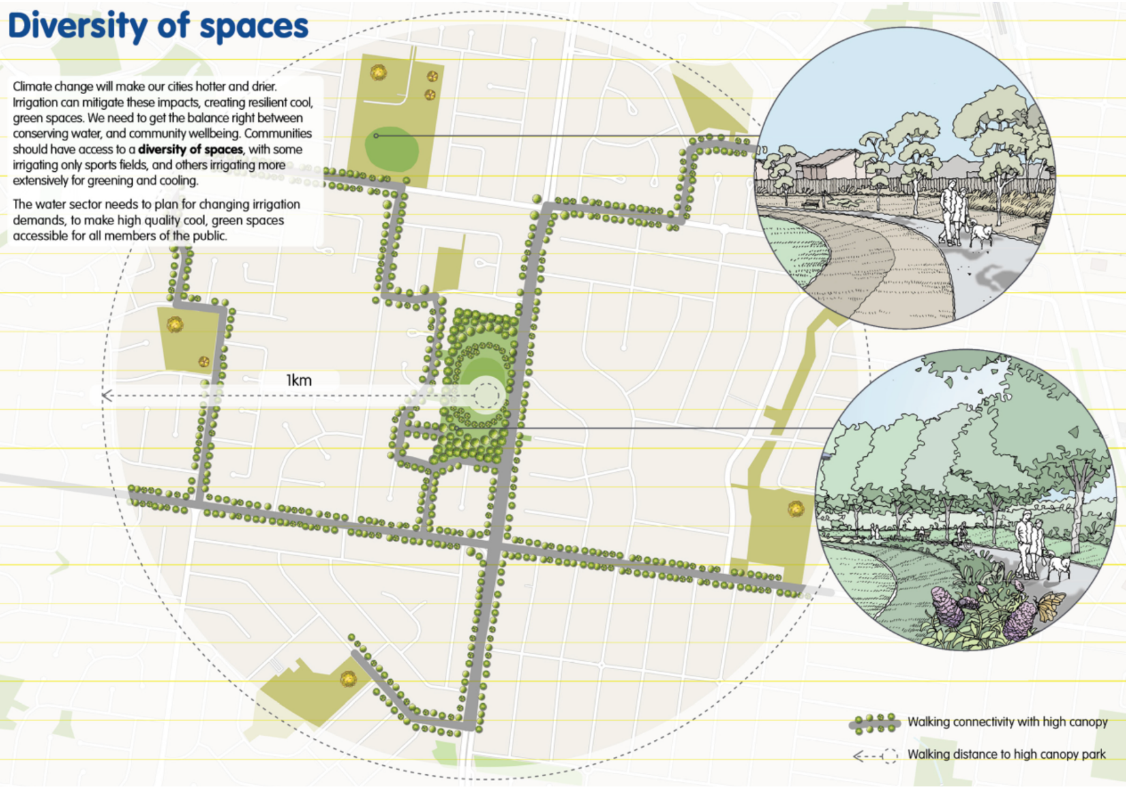 Diversity of spaces
Climate change will make our cities hotter and drier.
Irrigation can mitigate these impacts, creating resilient cool,
green spaces. We need to get the balance right between
conserving water, and community wellbeing. Communities
should have access to a diversity of spaces, with some
irrigating only sports fields, and others irrigating more
extensively for greening and cooling.
The water sector needs to plan for changing irrigation
demands, to make high quality cool, green spaces
accessible for all members of the public.
1km
Walking connectivity with high canopy
Walking distance to high canopy park